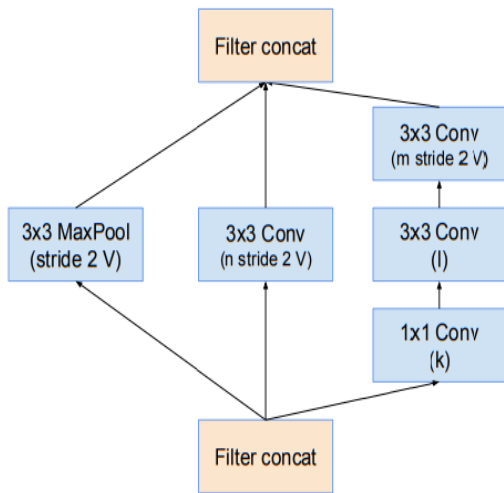 Filter concat
3x3 Conv
(m stride 2 V)
3x3 MaxPool
(stride 2 V)
3x3 Conv
(n stride 2 V)
3x3 Conv
(l)
1x1 Conv
(k)
Filter concat